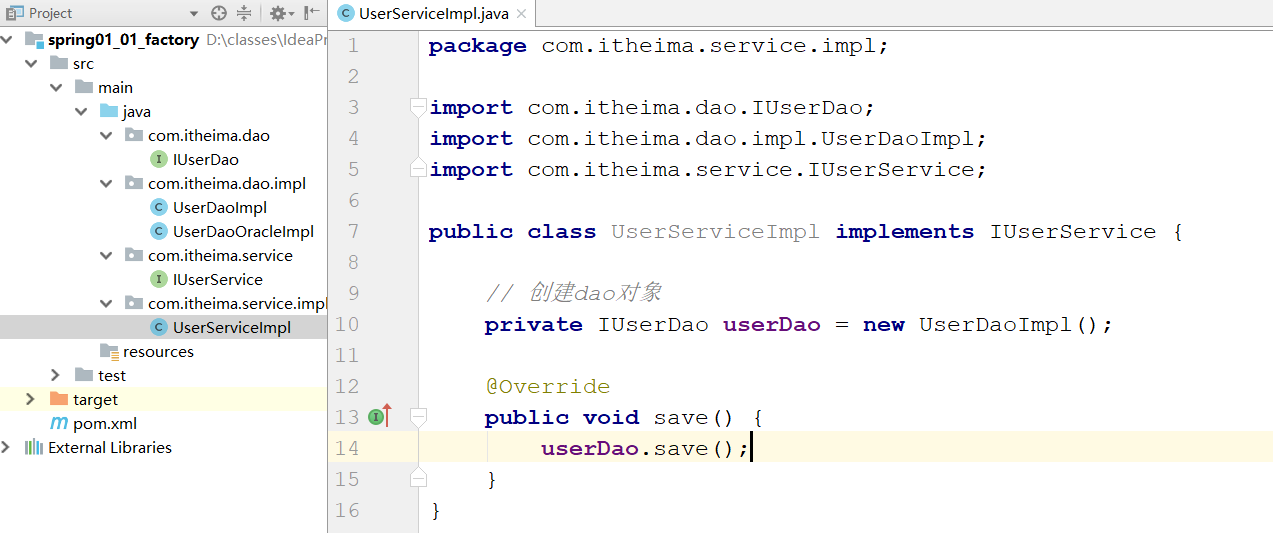 Project
spring01_01_factory D:\classes\IdeaPr
src
main
java
com.itheima.dao
IUserDao
com.itheima.dao.impl
UserDaoImpl
UserDaoOracleImpl
com.itheima.service
IUserService
com.itheima.service.impl
UserServiceImpl
resources
test
target
pom.xml
External Libraries
UserServiceImpl.java
1 package com.itheima.service.impl;
2
3 import com.itheima.dao.IUserDao;
4 import com.itheima.dao.impl.UserDaoImpl;
5 import com.itheima.service.IUserService;
6
7 public class UserServiceImpl implements IUserService {
8
9 // 创建dao对象
10 private IUserDao userDao = new UserDaoImpl();
11
12 @Override
13 public void save() {
14 userDao.save();
15 }
16 }